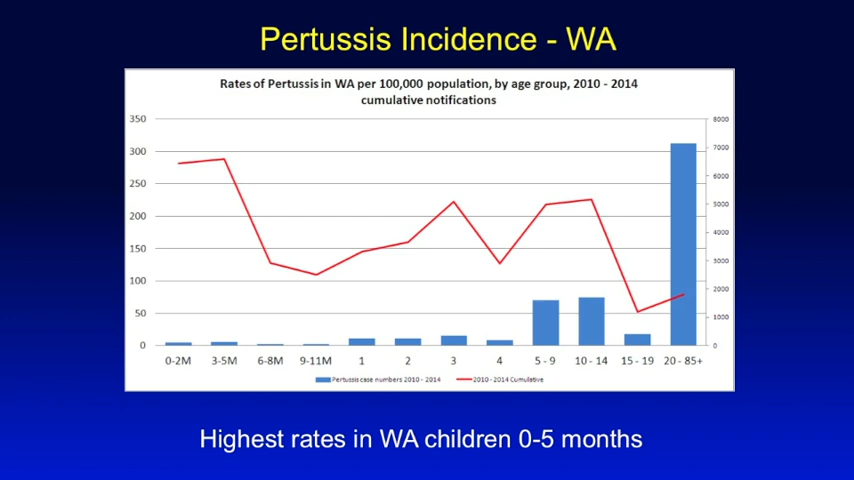 Pertussis Incidence - WA
Rates of Pertussis in WA per 100,000 population, by age group, 2010 - 2014
cumulative notifications
350
300
250
200
150
100
50
0
8000
7000
6000
5000
4000
3000
2000
1000
0
0-2M 3-5M 6-8M 9-11M 1 2 3 4 5 - 9 10 - 14 15 - 19 20 - 85+
Pertussis case numbers 2010 - 2014 2010 - 2014 Cumulative
Highest rates in WA children 0-5 months